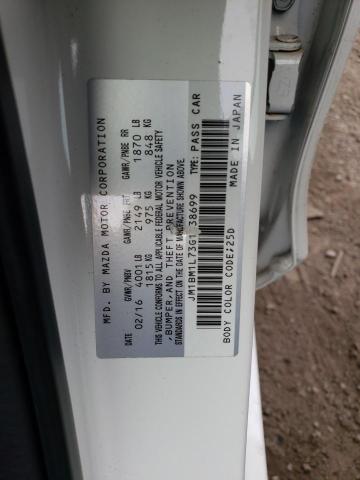 MFD. BY MAZDA MOTOR CORPORATION
02/16 GVWR/PNBV GAWR/PNBE FRT GAWR/PNBE RR
4001 LB 2149 LB 1870 LB
1815 KG 975 KG 848 KG
THIS VEHICLE CONFORMS TO ALL APPLICABLE FEDERAL MOTOR VEHICLE SAFETY
,BUMPER,AND THEFT PREVENTION
STANDARDS IN EFFECT ON THE DATE OF MANUFACTURE SHOWN ABOVE.
JM1BM1L73G1 38699 TYPE: PASS CAR
BODY COLOR CODE:25D MADE IN JAPAN